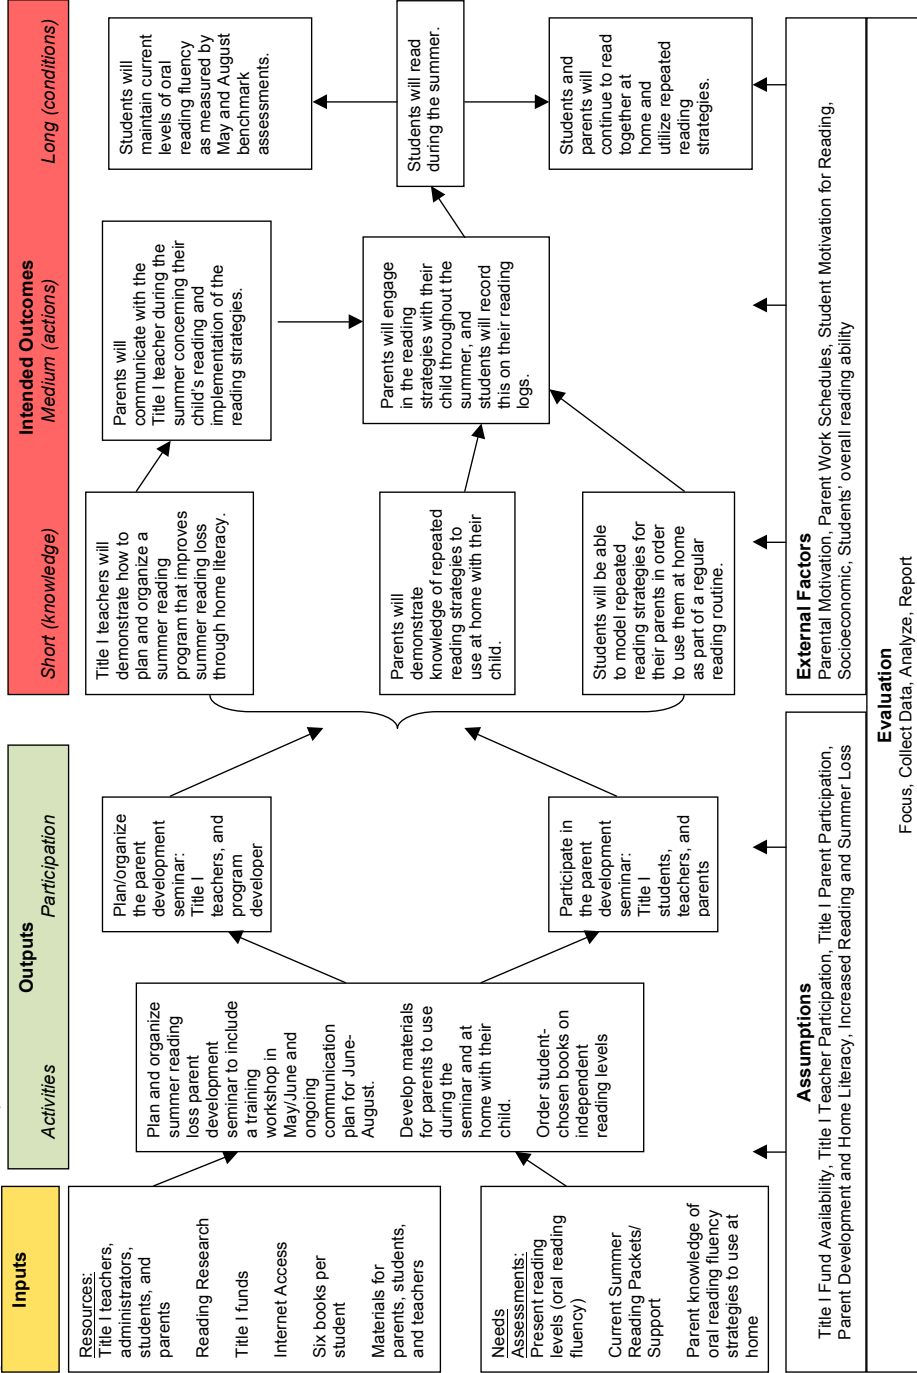 Inputs
Outputs
Activities
Participation
Intended Outcomes
Short (knowledge)
Medium (actions)
Long (conditions)
Resources:
Title I teachers,
administrators,
students, and
parents
Reading Research
Title I funds
Internet Access
Six books per
student
Materials for
parents, students,
and teachers
Needs
Assessments:
Present reading
levels (oral reading
fluency)
Current Summer
Reading Packets/
Support
Parent knowledge of
oral reading fluency
strategies to use at
home
Plan and organize
summer reading
loss parent
development
seminar to include
a training
workshop in
May/June and
ongoing
communication
plan for June-
August.
Develop materials
for parents to use
during the
seminar and at
home with their
child.
Order student-
chosen books on
independent
reading levels
Plan/organize
the parent
development
seminar:
Title I
teachers, and
program
developer
Participate in
the parent
development
seminar:
Title I
students,
teachers, and
parents
Title I teachers will
demonstrate how to
plan and organize a
summer reading
program that improves
summer reading loss
through home literacy.
Parents will
demonstrate
knowledge of repeated
reading strategies to
use at home with their
child.
Students will be able
to model repeated
reading strategies for
their parents in order
to use them at home
as part of a regular
reading routine.
Parents will
communicate with the
Title I teacher during the
summer concerning their
child's reading and
implementation of the
reading strategies.
Parents will engage
in the reading
strategies with their
child throughout the
summer, and
students will record
this on their reading
logs.
Students will
maintain current
levels of oral
reading fluency
as measured by
May and August
benchmark
assessments.
Students will read
during the summer.
Students and
parents will
continue to read
together at
home and
utilize repeated
reading
strategies.
Assumptions
Title I Fund Availability, Title I Teacher Participation, Title I Parent Participation,
Parent Development and Home Literacy, Increased Reading and Summer Loss
External Factors
Parental Motivation, Parent Work Schedules, Student Motivation for Reading,
Socioeconomic, Students' overall reading ability
Evaluation
Focus, Collect Data, Analyze, Report